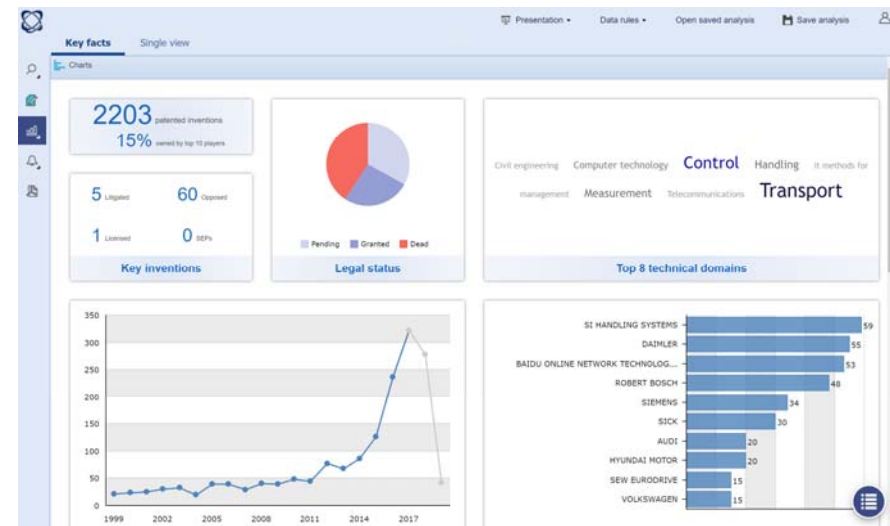 Presentation
Data rules
Open saved analysis
Save analysis
Key facts
Single view
Charts
2203 patented inventions
15% owned by top 10 players
5 Litigated
60 Opposed
1 Licensed
0 SEPs
Key inventions
Pending
Granted
Dead
Legal status
Civil engineering Computer technology Control Handling It methods for
management Measurement Telecommunications Transport
Top 8 technical domains
350
300
250
200
150
100
50
0
1999 2002 2005 2008 2011 2014 2017
SI HANDLING SYSTEMS 59
DAIMLER 55
BAIDU ONLINE NETWORK TECHNOLOG... 53
ROBERT BOSCH 48
SIEMENS 34
SICK 30
AUDI 20
HYUNDAI MOTOR 20
SEW EURODRIVE 15
VOLKSWAGEN 15